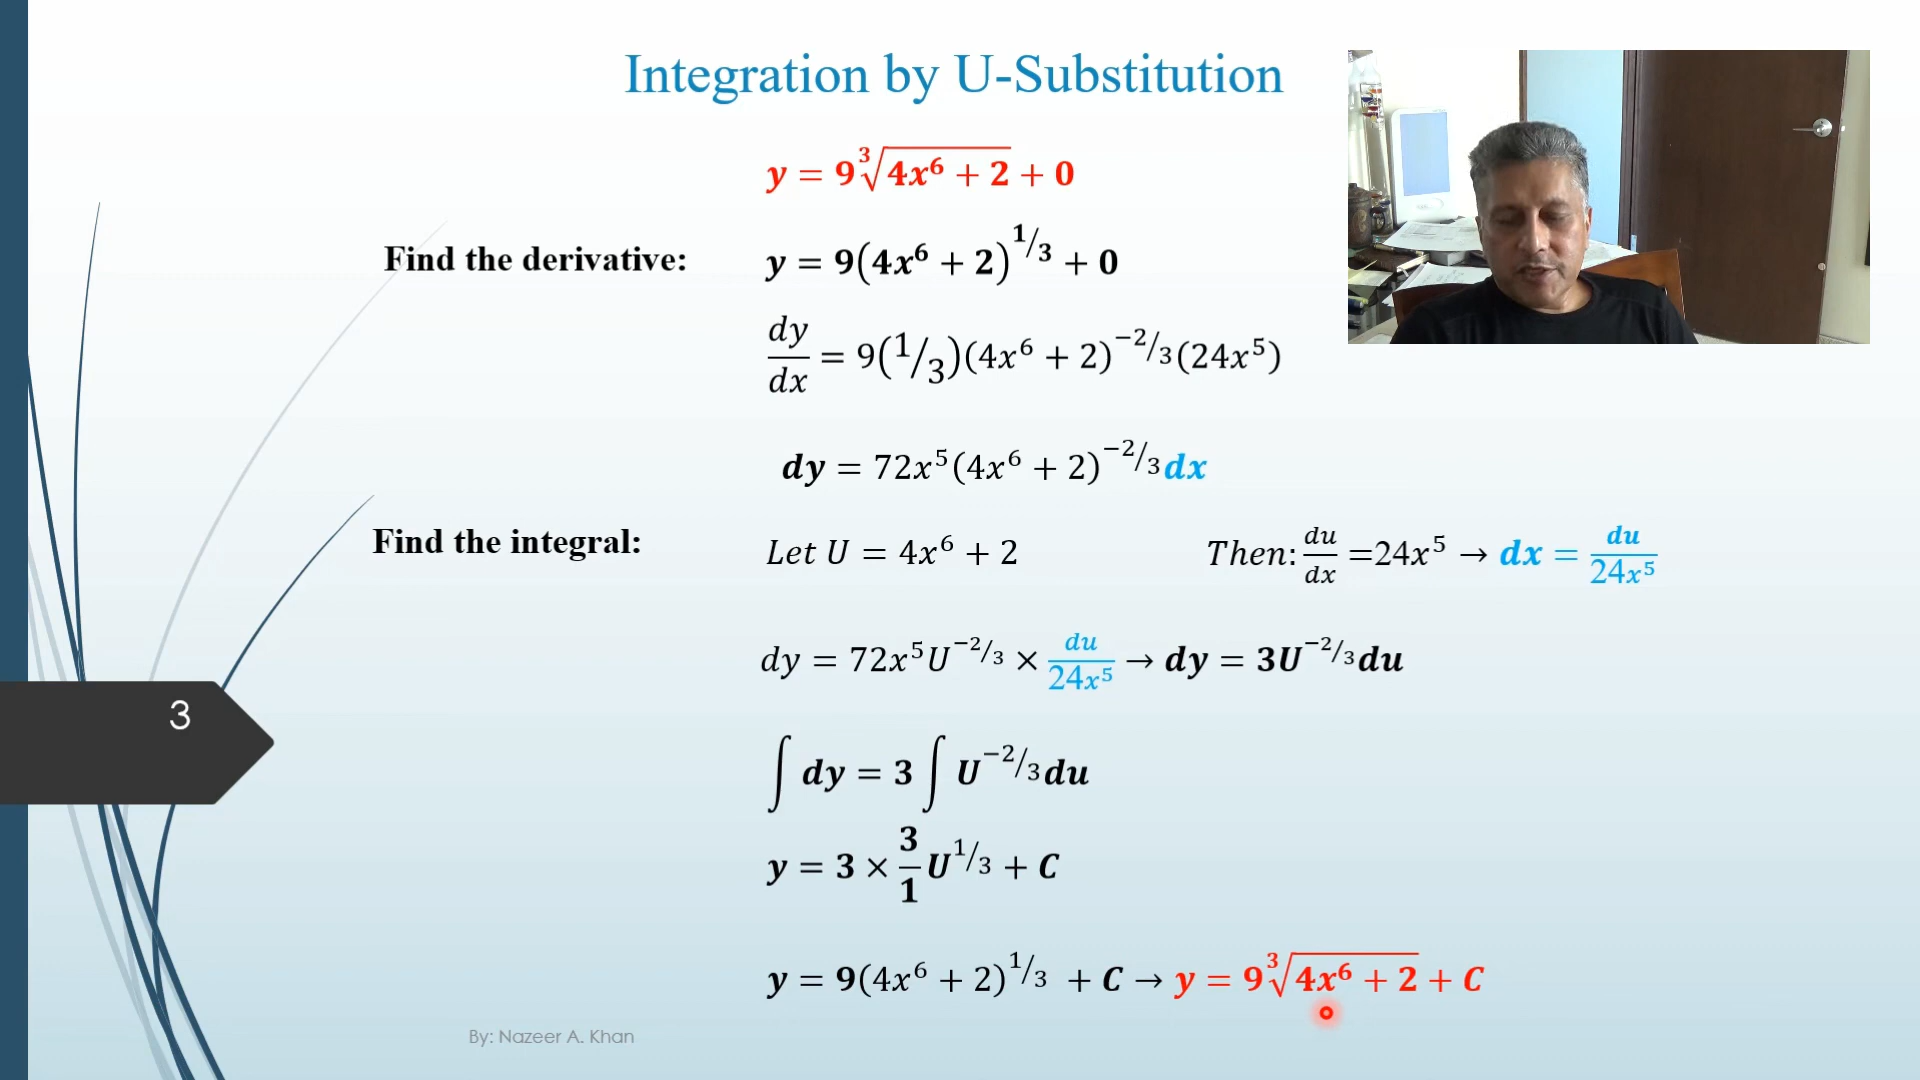 Integration by U-Substitution
y = 9∛(4x⁶ + 2) + 0
Find the derivative: y = 9(4x⁶ + 2)^(1/3) + 0
dy/dx = 9(1/3)(4x⁶ + 2)^(−2/3)(24x⁵)
dy = 72x⁵(4x⁶ + 2)^(−2/3)dx
Find the integral: Let U = 4x⁶ + 2 Then: du/dx =24x⁵ → dx = du/24x⁵
dy = 72x⁵U^(−2/3) × du/24x⁵ → dy = 3U^(−2/3)du
3
∫ dy = 3 ∫ U^(−2/3)du
y = 3 × 3/1 U^(1/3) + C
y = 9(4x⁶ + 2)^(1/3) + C → y = 9∛(4x⁶ + 2) + C
By: Nazeer A. Khan